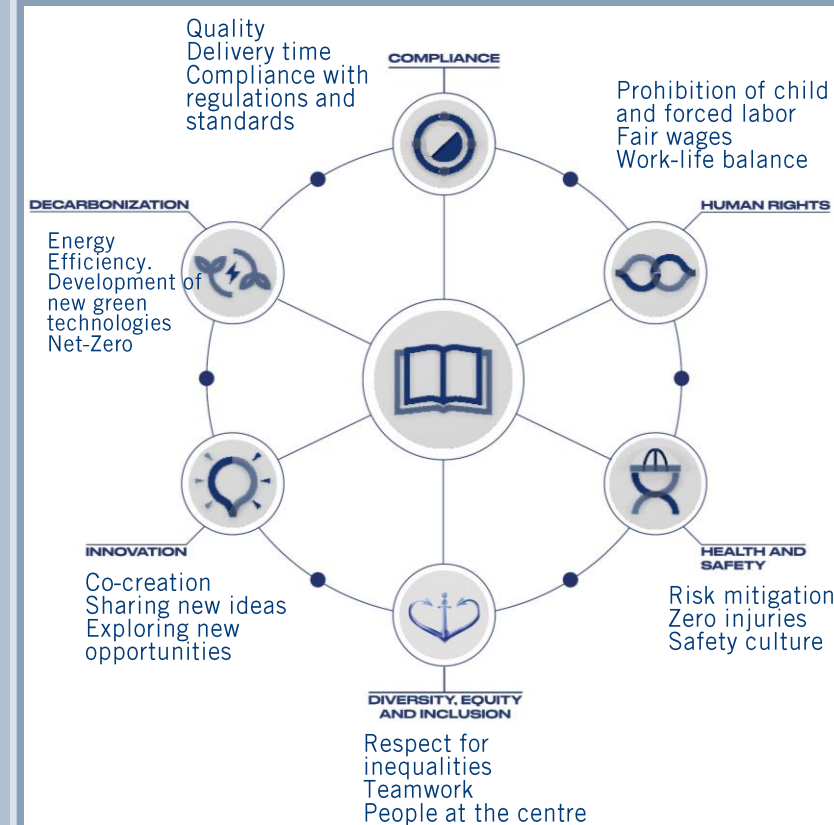 Quality
Delivery time
Compliance with
regulations and
standards
COMPLIANCE
Prohibition of child
and forced labor
Fair wages
Work-life balance
HUMAN RIGHTS
DECARBONIZATION
Energy
Efficiency.
Development of
new green
technologies
Net-Zero
INNOVATION
Co-creation
Sharing new ideas
Exploring new
opportunities
HEALTH AND
SAFETY
Risk mitigation
Zero injuries
Safety culture
DIVERSITY, EQUITY
AND INCLUSION
Respect for
inequalities
Teamwork
People at the centre